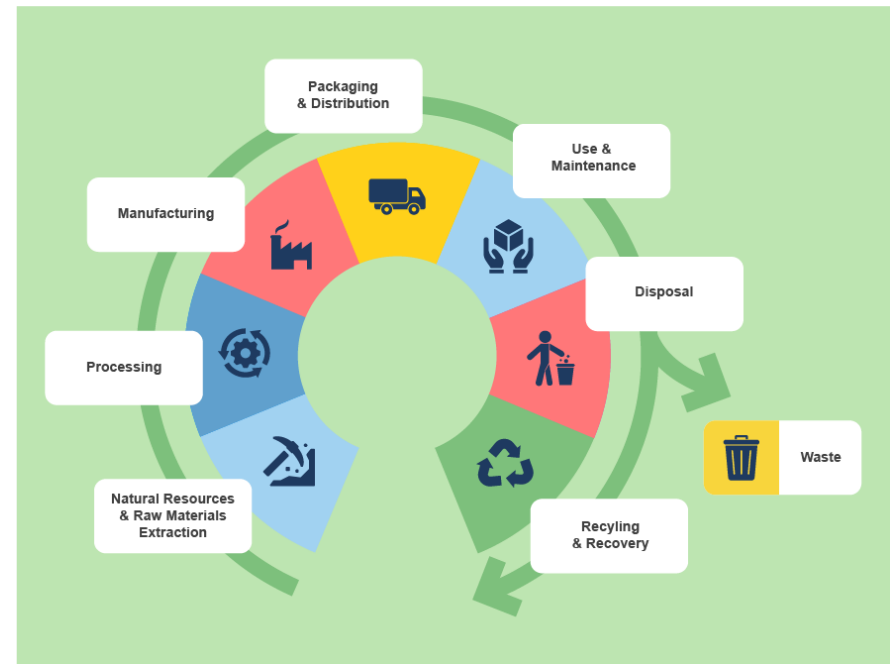 Packaging
& Distribution
Use &
Maintenance
Manufacturing
Disposal
Processing
Waste
Natural Resources
& Raw Materials
Extraction
Recyling
& Recovery